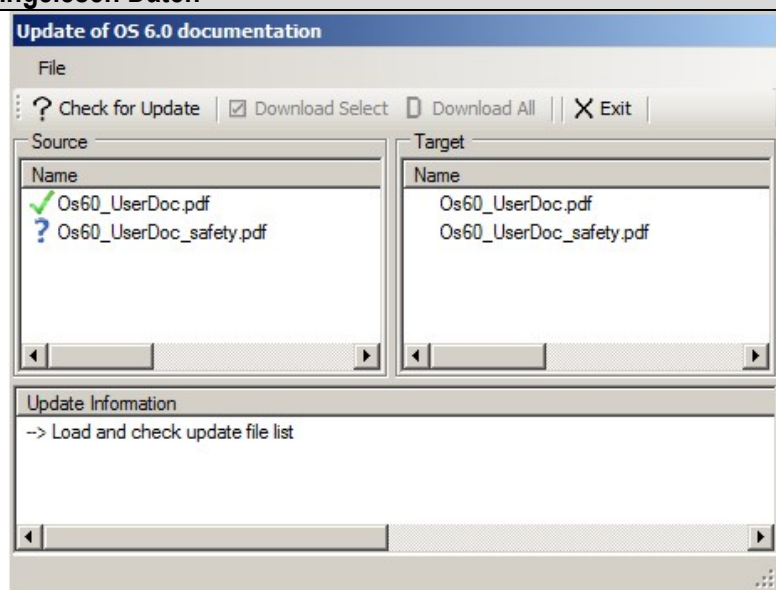 Update of OS 6.0 documentation
File
? Check for Update Download Select Download All X Exit
Source
Name
Os60_UserDoc.pdf
? Os60_UserDoc_safety.pdf
Target
Name
Os60_UserDoc.pdf
Os60_UserDoc_safety.pdf
Update Information
--> Load and check update file list